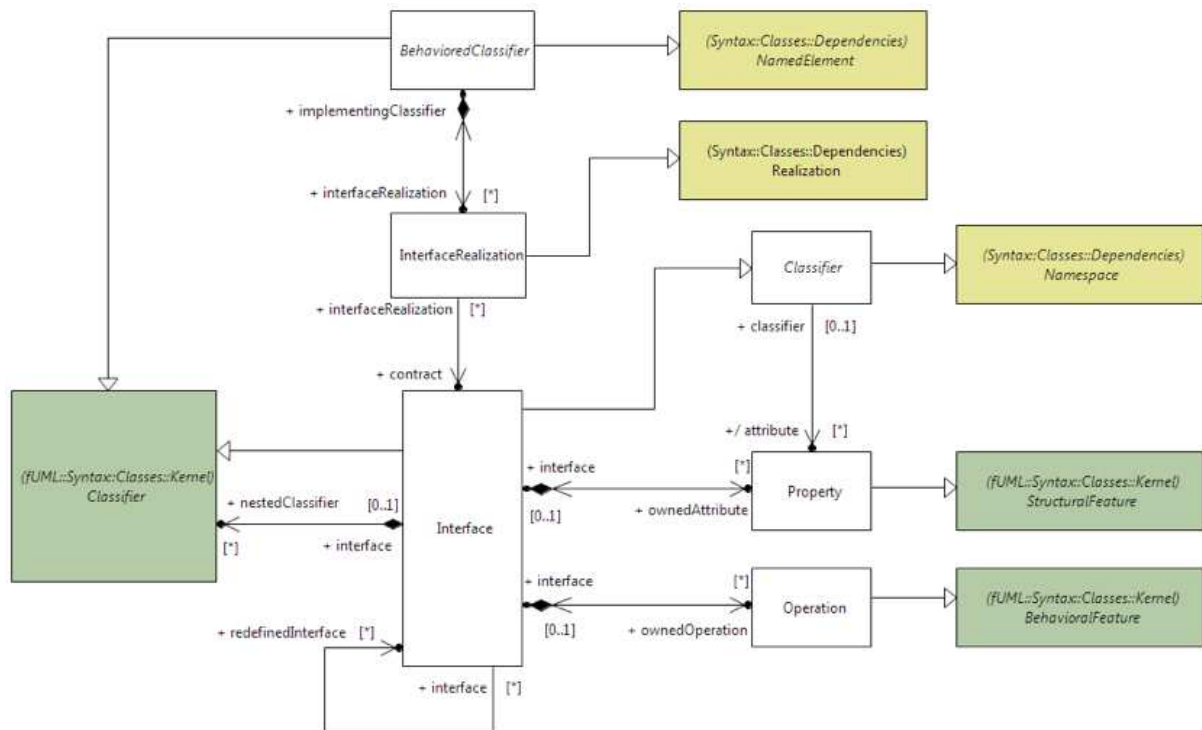 BehavioredClassifier
(Syntax::Classes::Dependencies)
NamedElement
+ implementingClassifier
(Syntax::Classes::Dependencies)
Realization
+ interfaceRealization [*]
InterfaceRealization
Classifier
(Syntax::Classes::Dependencies)
Namespace
+ interfaceRealization [*]
+ classifier [0..1]
+ contract
+/ attribute [*]
(fUML::Syntax::Classes::Kernel)
Classifier
+ interface [*]
Property
(fUML::Syntax::Classes::Kernel)
StructuralFeature
+ nestedClassifier [0..1]
[0..1] + ownedAttribute
Interface
[*] + interface
+ interface [*]
Operation
(fUML::Syntax::Classes::Kernel)
BehavioralFeature
[0..1] + ownedOperation
+ redefinedInterface [*]
+ interface [*]